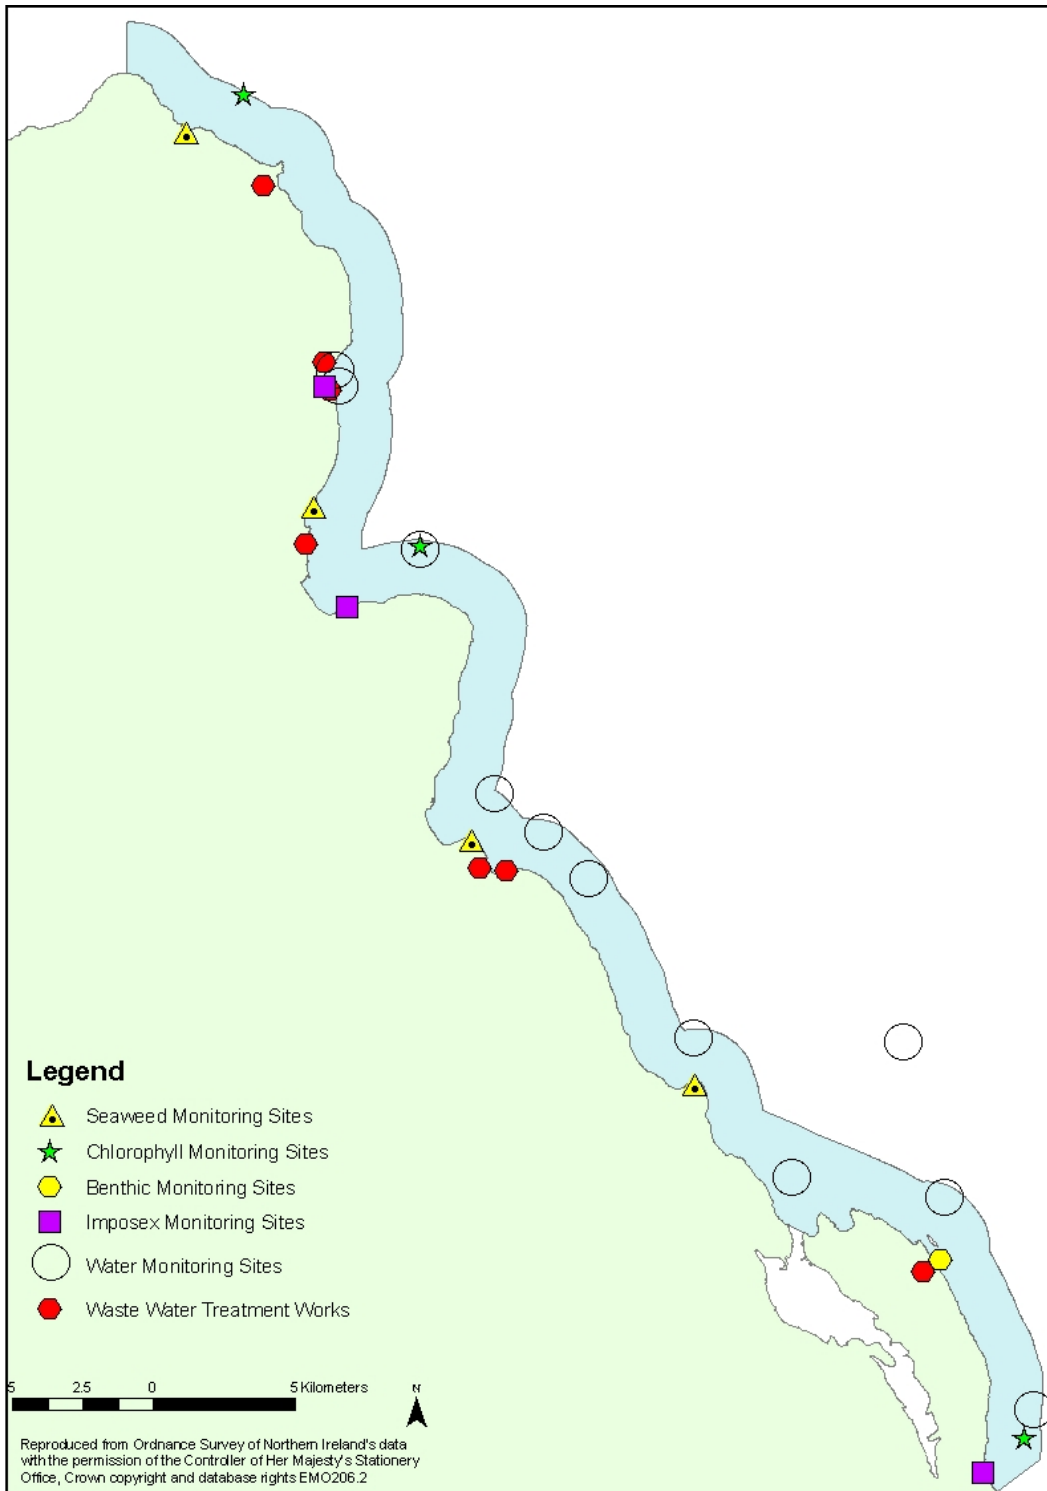 Legend
Seaweed Monitoring Sites
Chlorophyll Monitoring Sites
Benthic Monitoring Sites
Imposex Monitoring Sites
Water Monitoring Sites
Waste Water Treatment Works
5 2.5 0 5 Kilometers N
Reproduced from Ordnance Survey of Northern Ireland's data
with the permission of the Controller of Her Majesty's Stationery
Office, Crown copyright and database rights EMO206.2